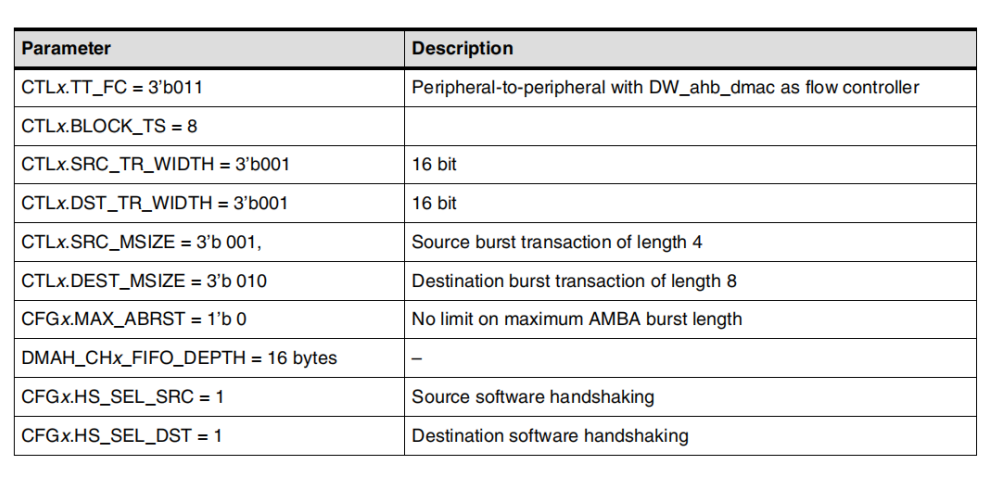 Parameter Description
CTLx.TT_FC = 3’b011 Peripheral-to-peripheral with DW_ahb_dmac as flow controller
CTLx.BLOCK_TS = 8
CTLx.SRC_TR_WIDTH = 3’b001 16 bit
CTLx.DST_TR_WIDTH = 3’b001 16 bit
CTLx.SRC_MSIZE = 3’b 001, Source burst transaction of length 4
CTLx.DEST_MSIZE = 3’b 010 Destination burst transaction of length 8
CFGx.MAX_ABRST = 1’b 0 No limit on maximum AMBA burst length
DMAH_CHx_FIFO_DEPTH = 16 bytes –
CFGx.HS_SEL_SRC = 1 Source software handshaking
CFGx.HS_SEL_DST = 1 Destination software handshaking